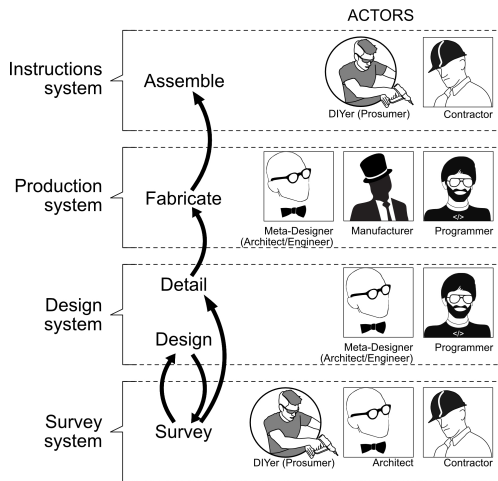 ACTORS
Instructions
system
Assemble
DIYer (Prosumer)
Contractor
Production
system
Fabricate
</>
Meta-Designer
(Architect/Engineer)
Manufacturer
Programmer
Design
system
Detail
Design
</>
Meta-Designer
(Architect/Engineer)
Programmer
Survey
system
Survey
DIYer (Prosumer)
Architect
Contractor